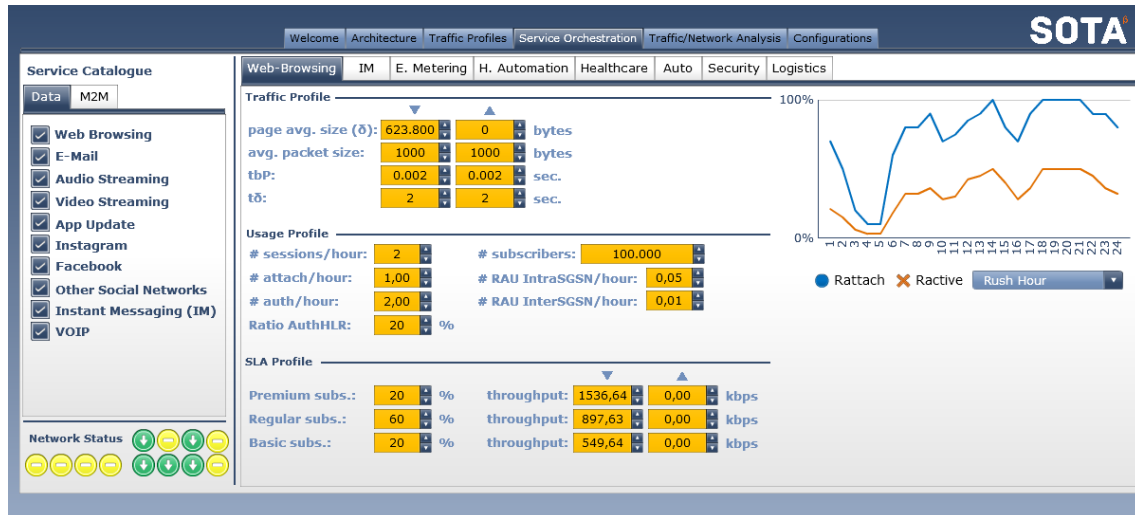 SOTA β
Welcome Architecture Traffic Profiles Service Orchestration Traffic/Network Analysis Configurations
Service Catalogue
Data M2M
Web Browsing
E-Mail
Audio Streaming
Video Streaming
App Update
Instagram
Facebook
Other Social Networks
Instant Messaging (IM)
VOIP
Network Status
Web-Browsing IM E. Metering H. Automation Healthcare Auto Security Logistics
Traffic Profile
page avg. size (δ): 623.800 0 bytes
avg. packet size: 1000 1000 bytes
tbP: 0.002 0.002 sec.
tδ: 2 2 sec.
Usage Profile
# sessions/hour: 2 # subscribers: 100.000
# attach/hour: 1,00 # RAU IntraSGSN/hour: 0,05
# auth/hour: 2,00 # RAU InterSGSN/hour: 0,01
Ratio AuthHLR: 20 %
SLA Profile
Premium subs.: 20 % throughput: 1536,64 0,00 kbps
Regular subs.: 60 % throughput: 897,63 0,00 kbps
Basic subs.: 20 % throughput: 549,64 0,00 kbps
100%
0%
1 2 3 4 5 6 7 8 9 10 11 12 13 14 15 16 17 18 19 20 21 22 23 24
Rattach Ractive Rush Hour